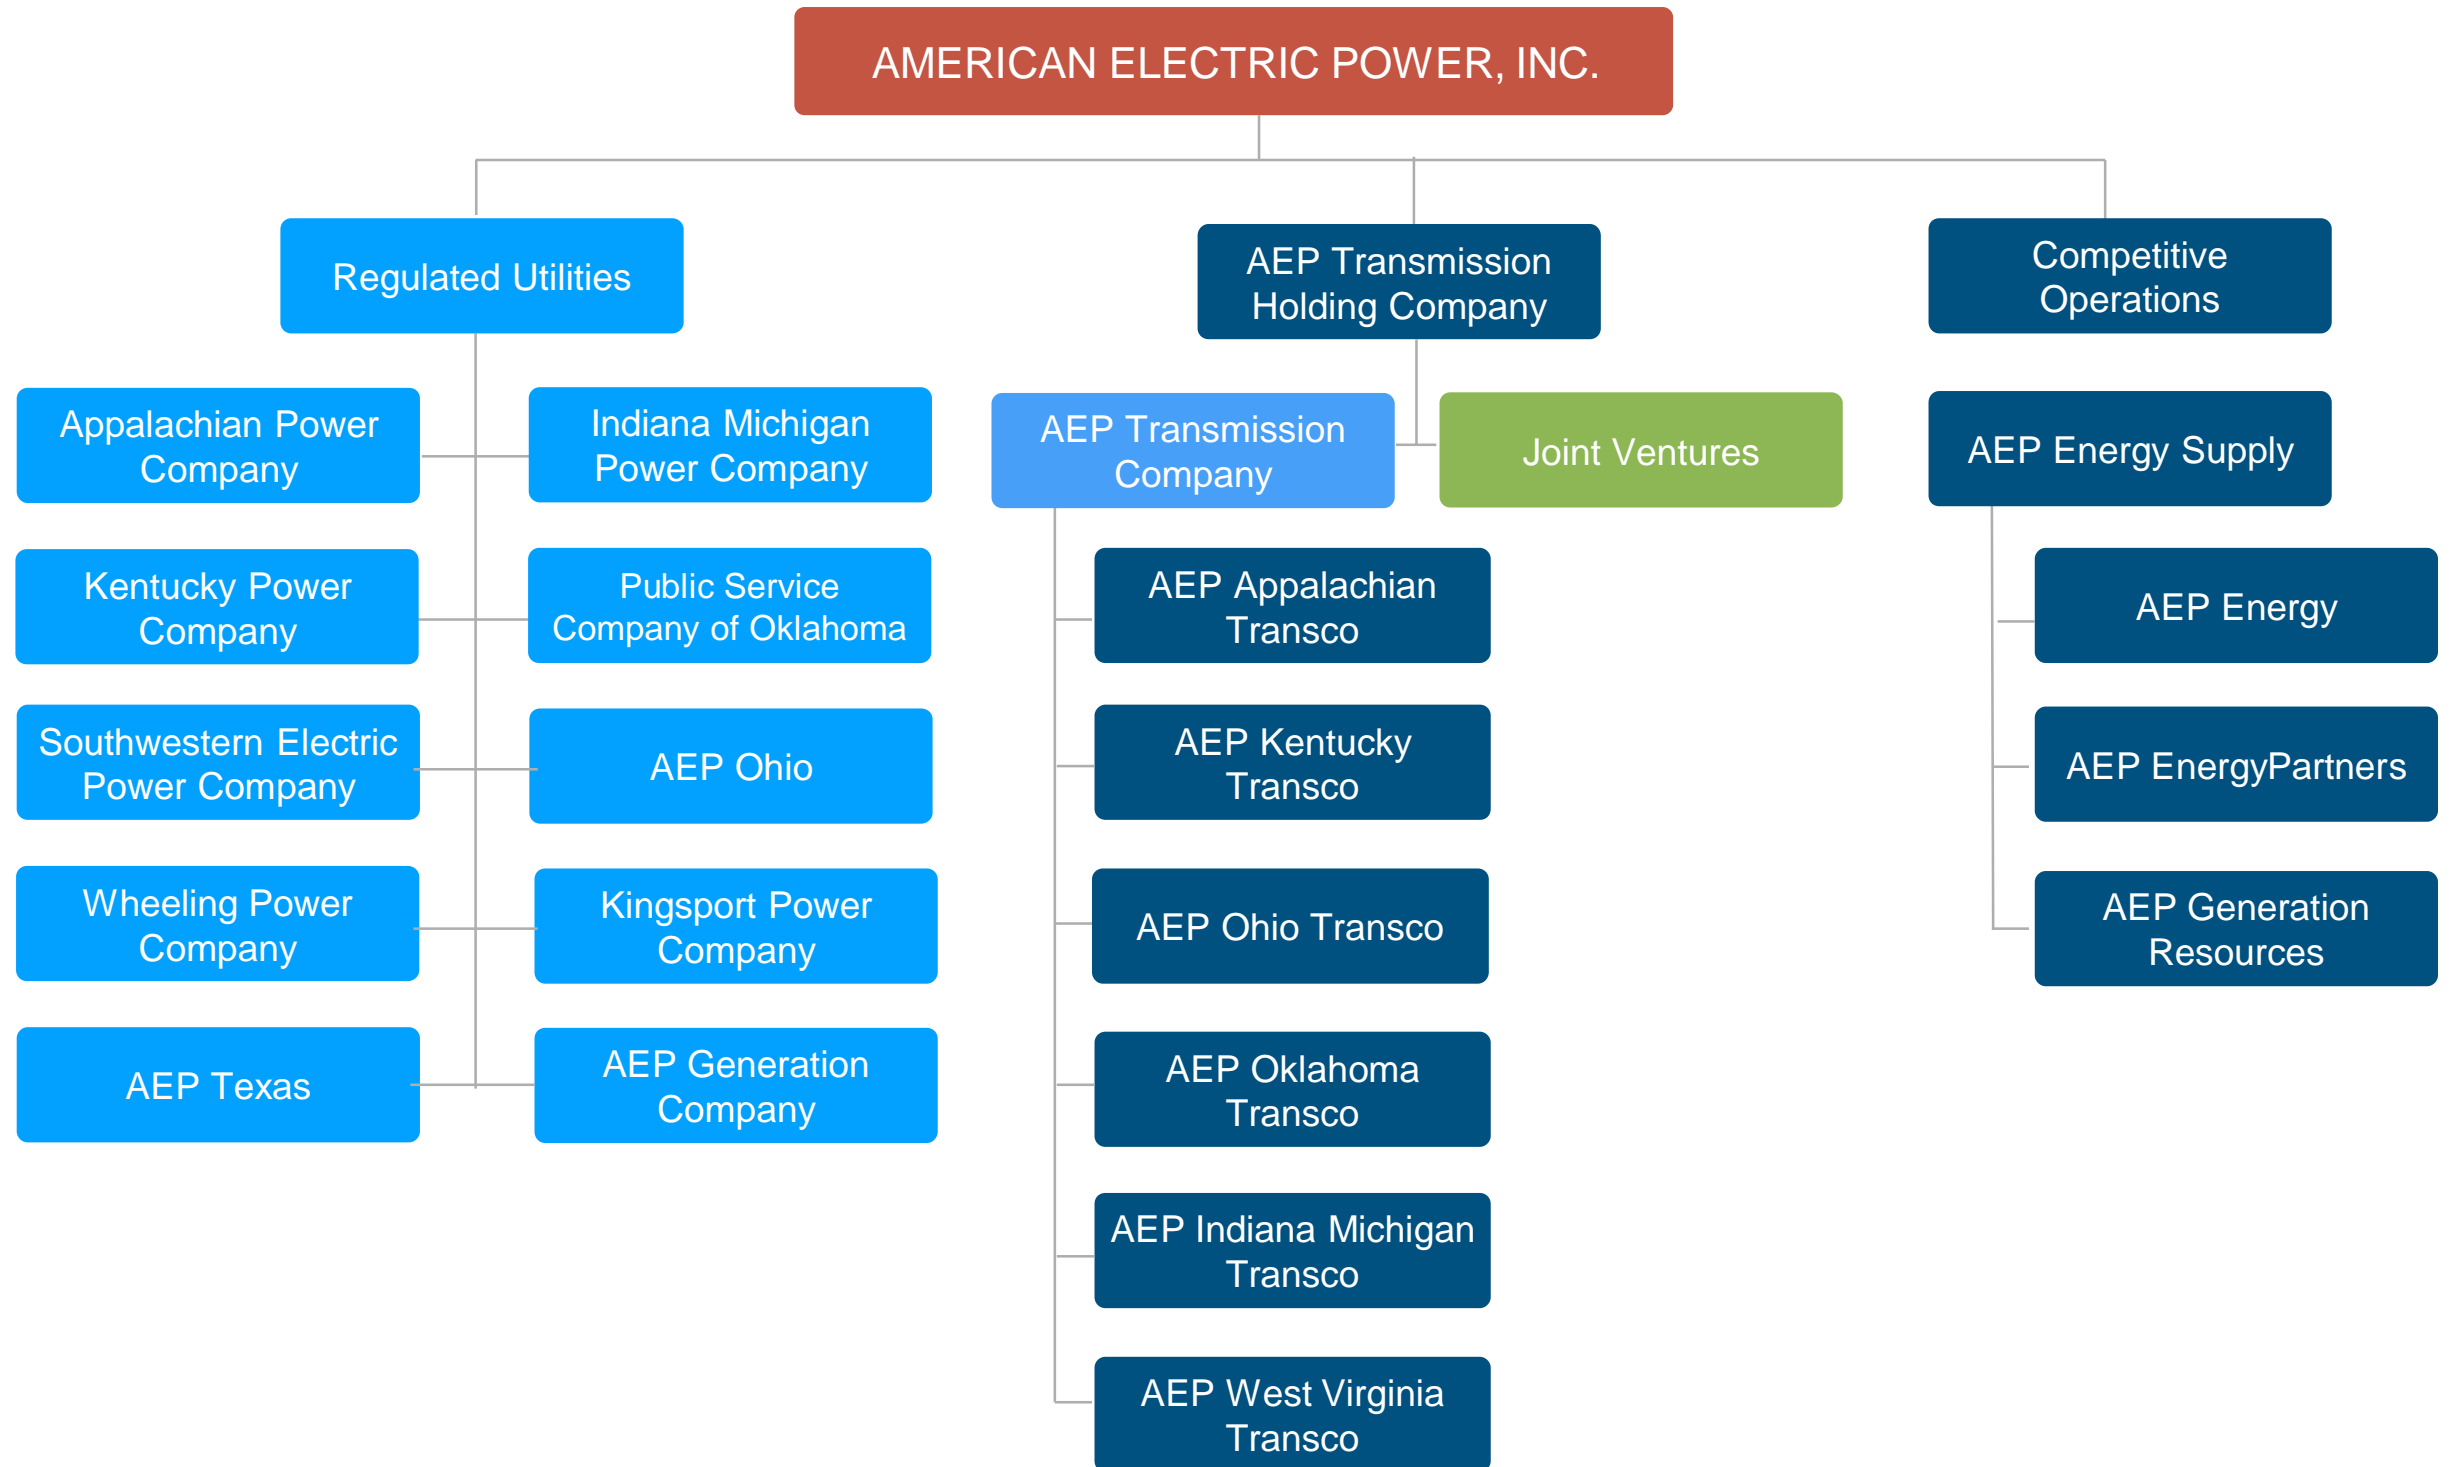 AMERICAN ELECTRIC POWER, INC.
Regulated Utilities
AEP Transmission
Holding Company
Competitive
Operations
Appalachian Power
Company
Indiana Michigan
Power Company
Kentucky Power
Company
Public Service
Company of Oklahoma
Southwestern Electric
Power Company
AEP Ohio
Wheeling Power
Company
Kingsport Power
Company
AEP Texas
AEP Generation
Company
AEP Transmission
Company
Joint Ventures
AEP Appalachian
Transco
AEP Kentucky
Transco
AEP Ohio Transco
AEP Oklahoma
Transco
AEP Indiana Michigan
Transco
AEP West Virginia
Transco
AEP Energy Supply
AEP Energy
AEP EnergyPartners
AEP Generation
Resources